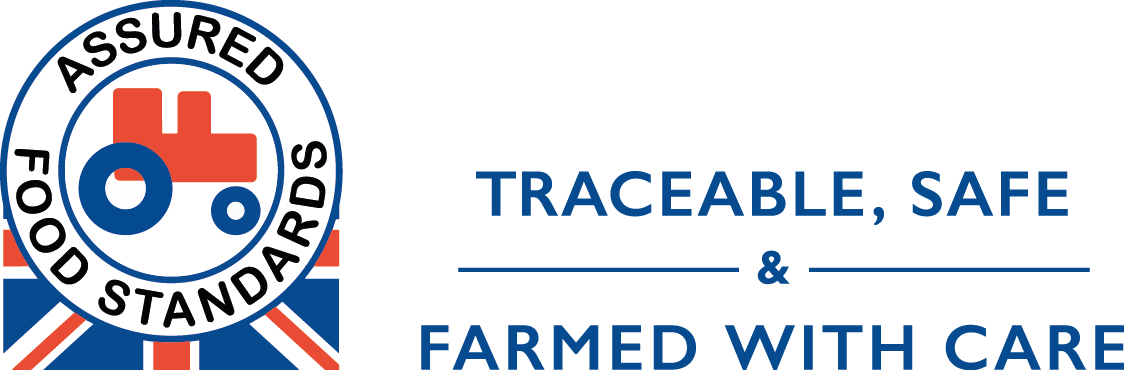 ASSURED
FOOD STANDARDS
TRACEABLE, SAFE
&
FARMED WITH CARE